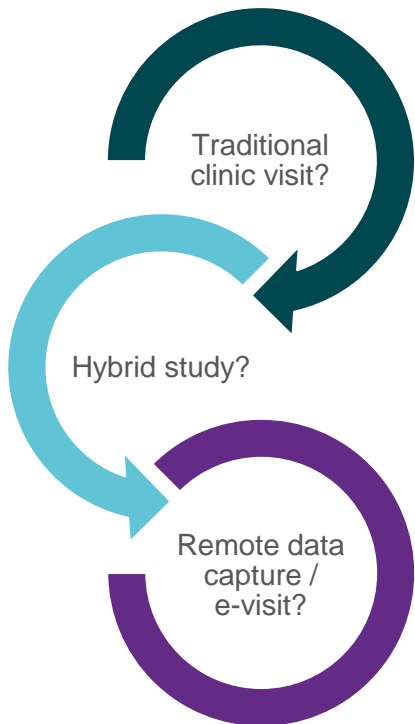 Traditional
clinic visit?
Hybrid study?
Remote data
capture /
e-visit?